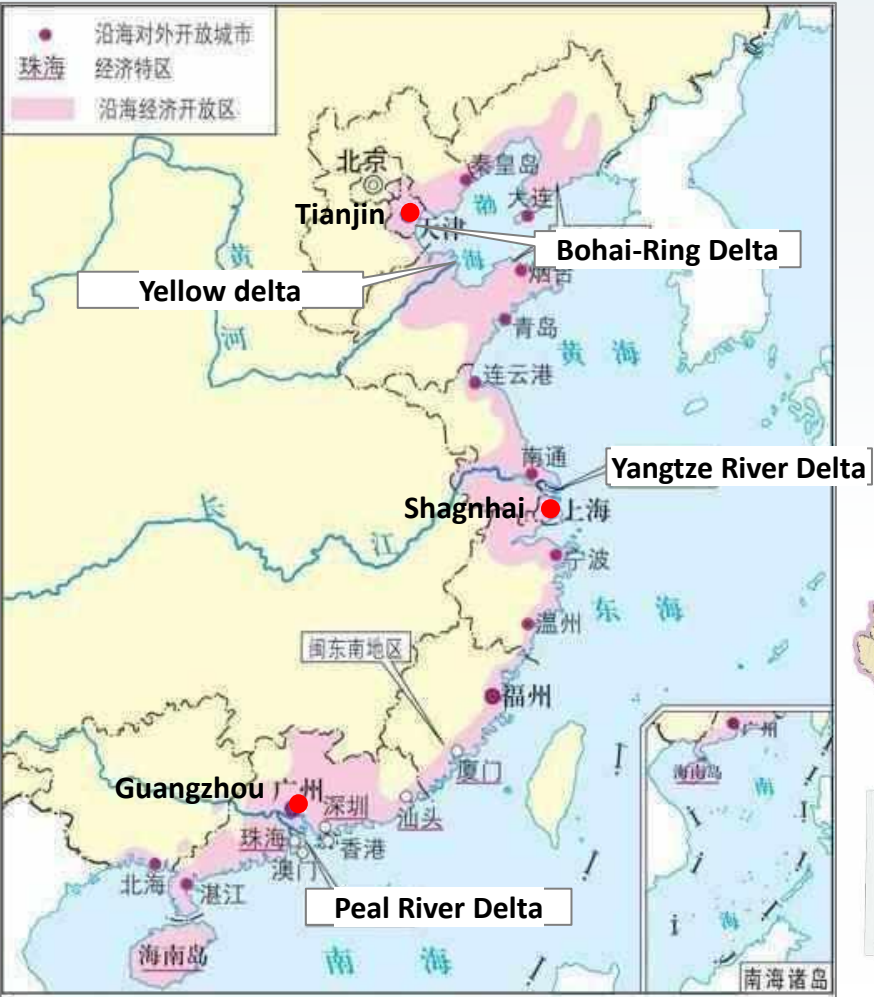 沿海对外开放城市
珠海 经济特区
沿海经济开放区
北京
秦皇岛
渤
大连
Tianjin
天津
黄
河
Bohai-Ring Delta
海
Yellow delta
烟台
青岛
黄 海
连云港
南通
Yangtze River Delta
长
江
Shagnhai
上海
宁波
东 海
温州
闽东南地区
福州
厦门
Guangzhou
广州
深圳
汕头
珠海
香港
澳门
北海
湛江
Peal River Delta
海南岛
南 海
广州
海南岛
南
海
南海诸岛